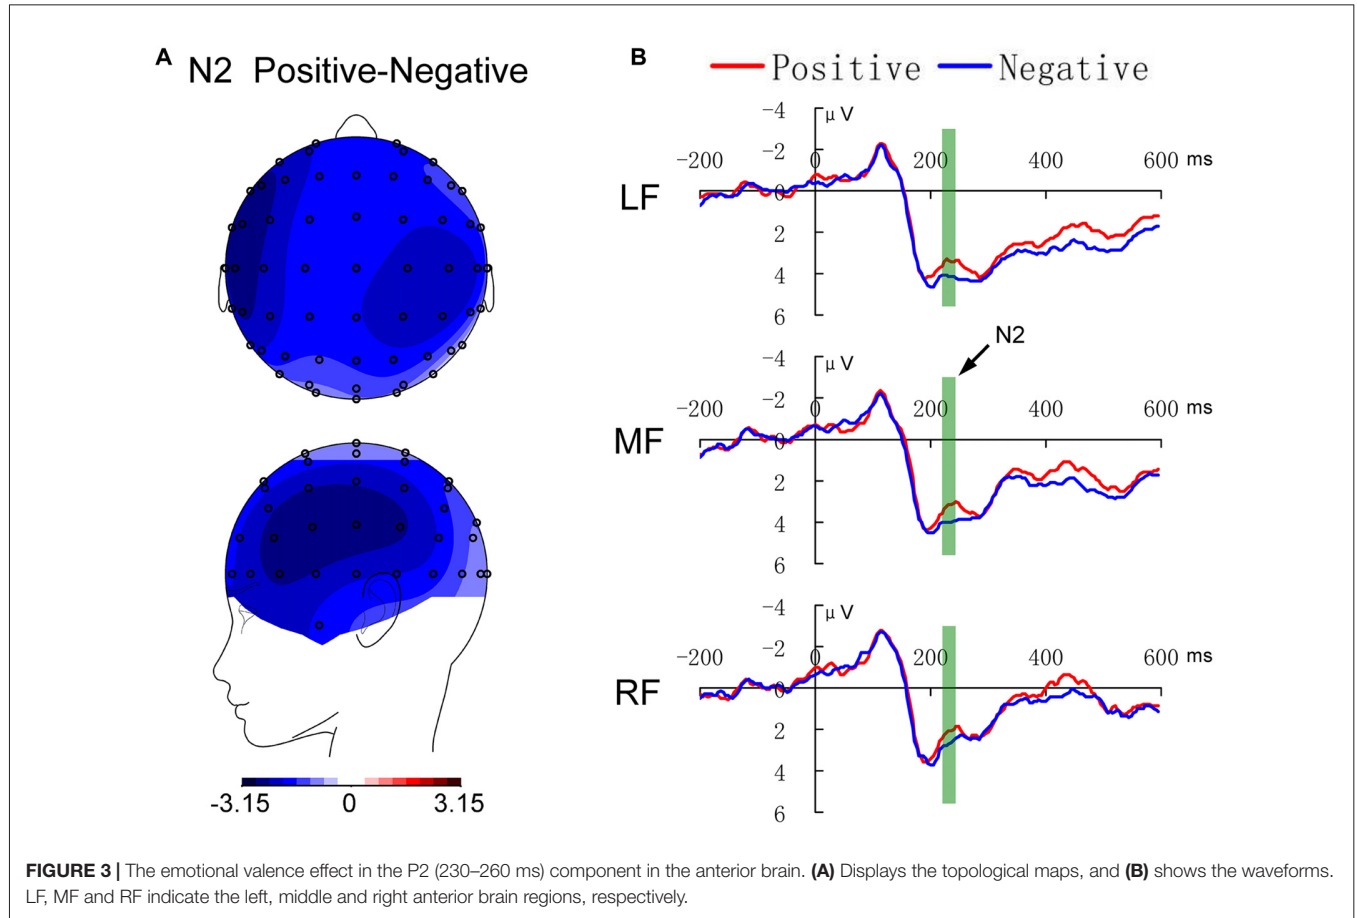 A
N2 Positive-Negative
-3.15
0
3.15
B
Positive
Negative
-4
μ V
-2
-200
0
200
400
600 ms
0
LF
2
4
6
N2
-4
μ V
-2
-200
0
200
400
600 ms
0
MF
2
4
6
-4
μ V
-2
-200
0
200
400
600 ms
0
RF
2
4
6
FIGURE 3 | The emotional valence effect in the P2 (230–260 ms) component in the anterior brain. (A) Displays the topological maps, and (B) shows the waveforms.
LF, MF and RF indicate the left, middle and right anterior brain regions, respectively.